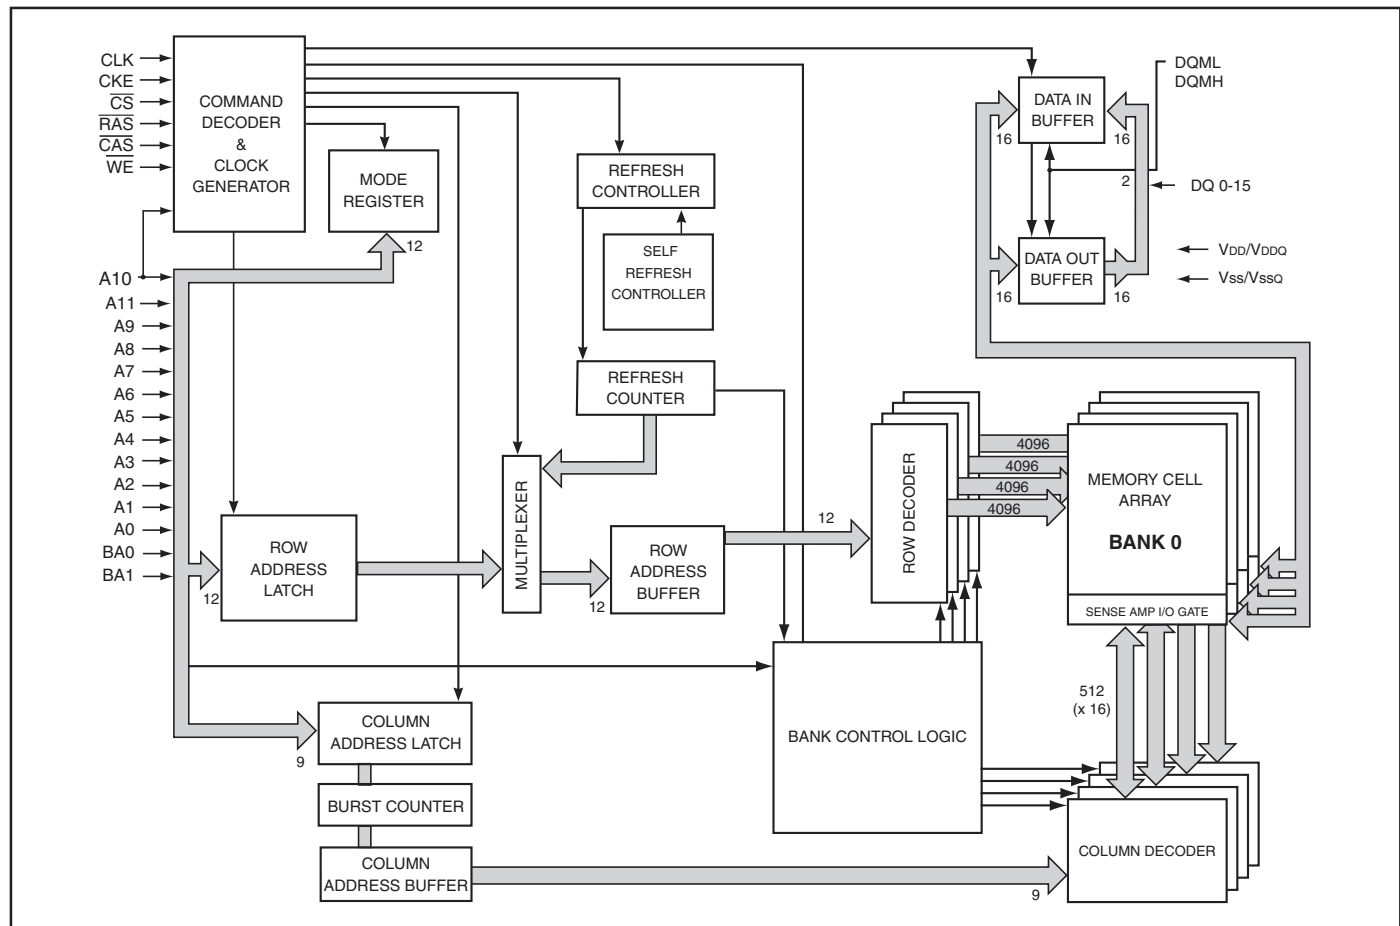 CLK
CKE
CS
RAS
CAS
WE
A10
A11
A9
A8
A7
A6
A5
A4
A3
A2
A1
A0
BA0
BA1
COMMAND
DECODER
&
CLOCK
GENERATOR
MODE
REGISTER
12
REFRESH
CONTROLLER
SELF
REFRESH
CONTROLLER
REFRESH
COUNTER
DATA IN
BUFFER
16
16
DQML
DQMH
2
DQ 0-15
DATA OUT
BUFFER
16
16
VDD/VDDQ
Vss/VssQ
MULTIPLEXER
ROW
ADDRESS
LATCH
12
ROW
ADDRESS
BUFFER
12
12
ROW DECODER
4096
4096
4096
4096
MEMORY CELL
ARRAY
BANK 0
SENSE AMP I/O GATE
512
(x 16)
BANK CONTROL LOGIC
COLUMN
ADDRESS LATCH
9
BURST COUNTER
COLUMN
ADDRESS BUFFER
9
COLUMN DECODER